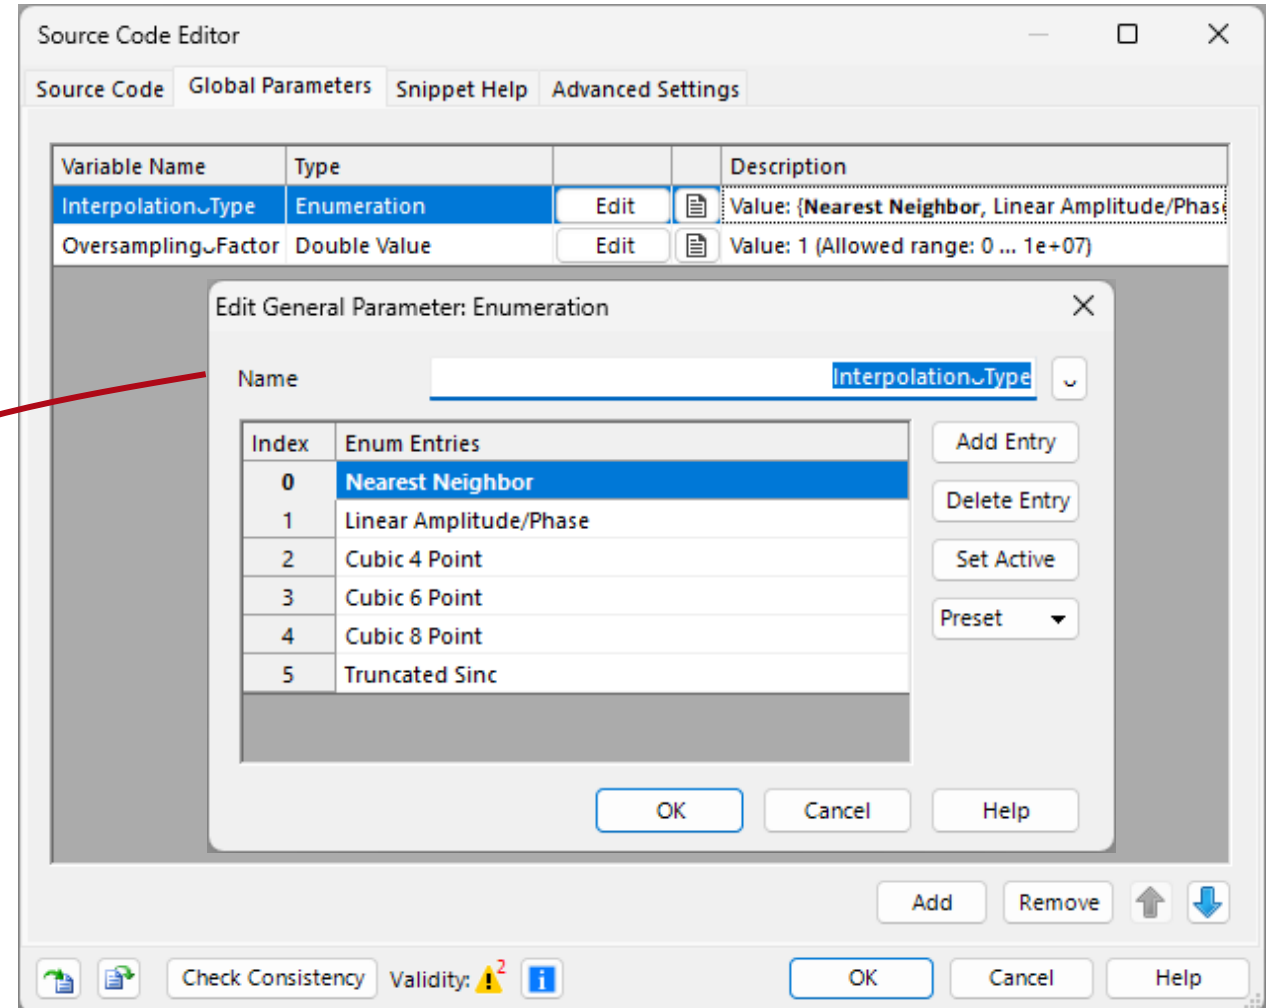 Source Code Editor
Source Code Global Parameters Snippet Help Advanced Settings
Variable Name Type Description
Interpolation⌣Type Enumeration Edit Value: {Nearest Neighbor, Linear Amplitude/Phas
Oversampling⌣Factor Double Value Edit Value: 1 (Allowed range: 0 ... 1e+07)
Edit General Parameter: Enumeration
Name Interpolation⌣Type ⌣
Index Enum Entries Add Entry
0 Nearest Neighbor
1 Linear Amplitude/Phase Delete Entry
2 Cubic 4 Point Set Active
3 Cubic 6 Point
4 Cubic 8 Point Preset
5 Truncated Sinc
OK Cancel Help
Add Remove
Check Consistency Validity: 2 i OK Cancel Help